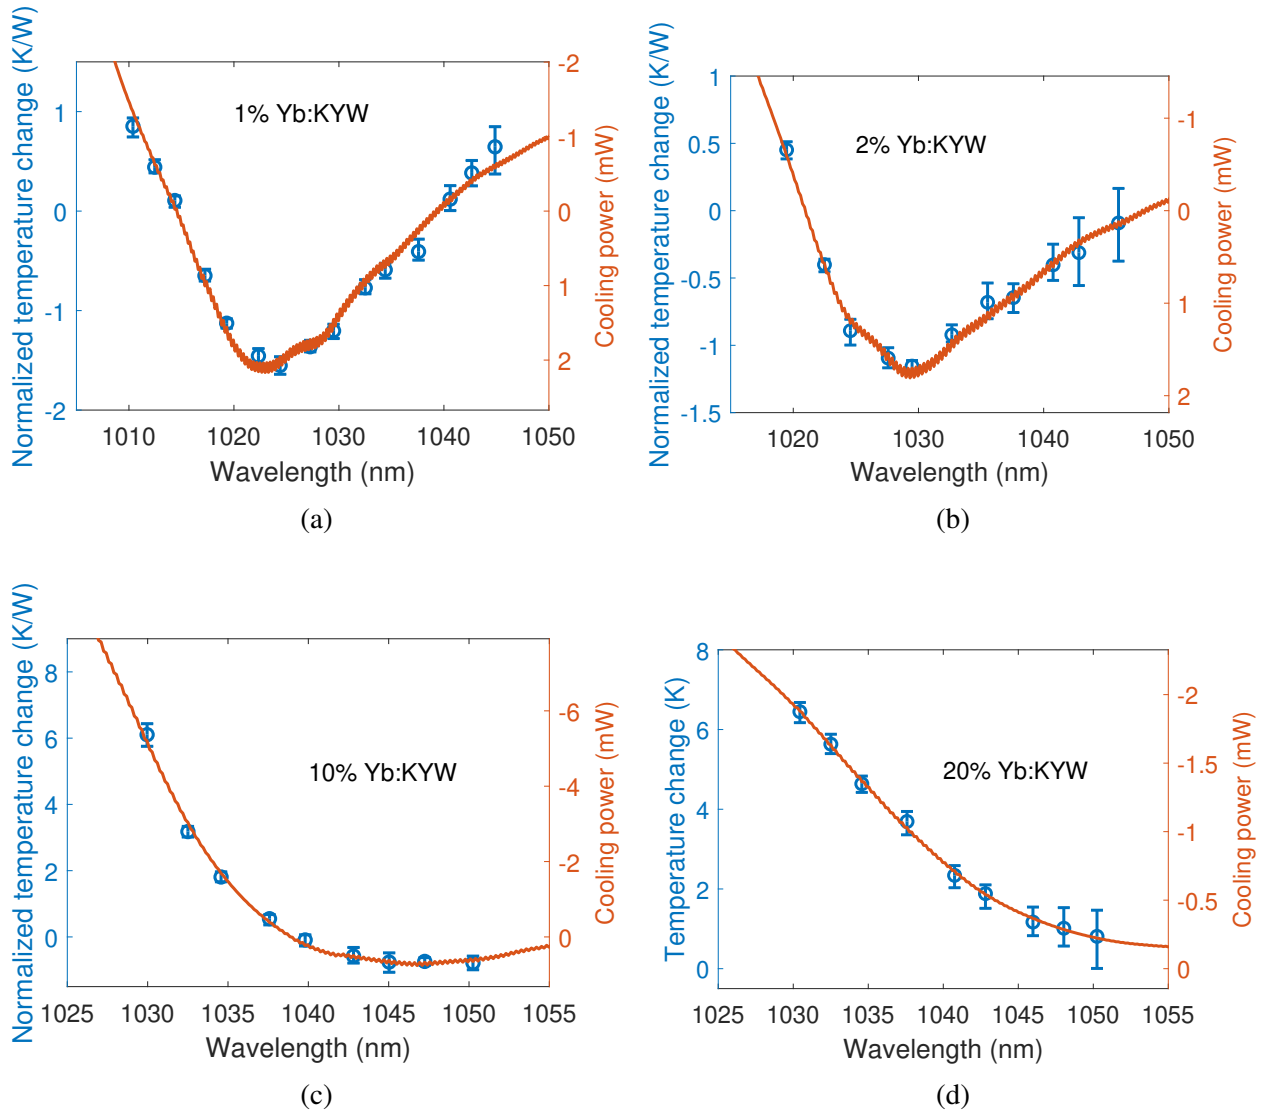 Normalized temperature change (K/W)
1
0
-1
-2
1% Yb:KYW
-2
-1
0
1
2
Cooling power (mW)
1010 1020 1030 1040 1050
Wavelength (nm)
(a)
Normalized temperature change (K/W)
1
0.5
0
-0.5
-1
-1.5
2% Yb:KYW
-1
0
1
2
Cooling power (mW)
1020 1030 1040 1050
Wavelength (nm)
(b)
Normalized temperature change (K/W)
8
6
4
2
0
10% Yb:KYW
-6
-4
-2
0
Cooling power (mW)
1025 1030 1035 1040 1045 1050 1055
Wavelength (nm)
(c)
Temperature change (K)
8
6
4
2
0
20% Yb:KYW
-2
-1.5
-1
-0.5
0
Cooling power (mW)
1025 1030 1035 1040 1045 1050 1055
Wavelength (nm)
(d)